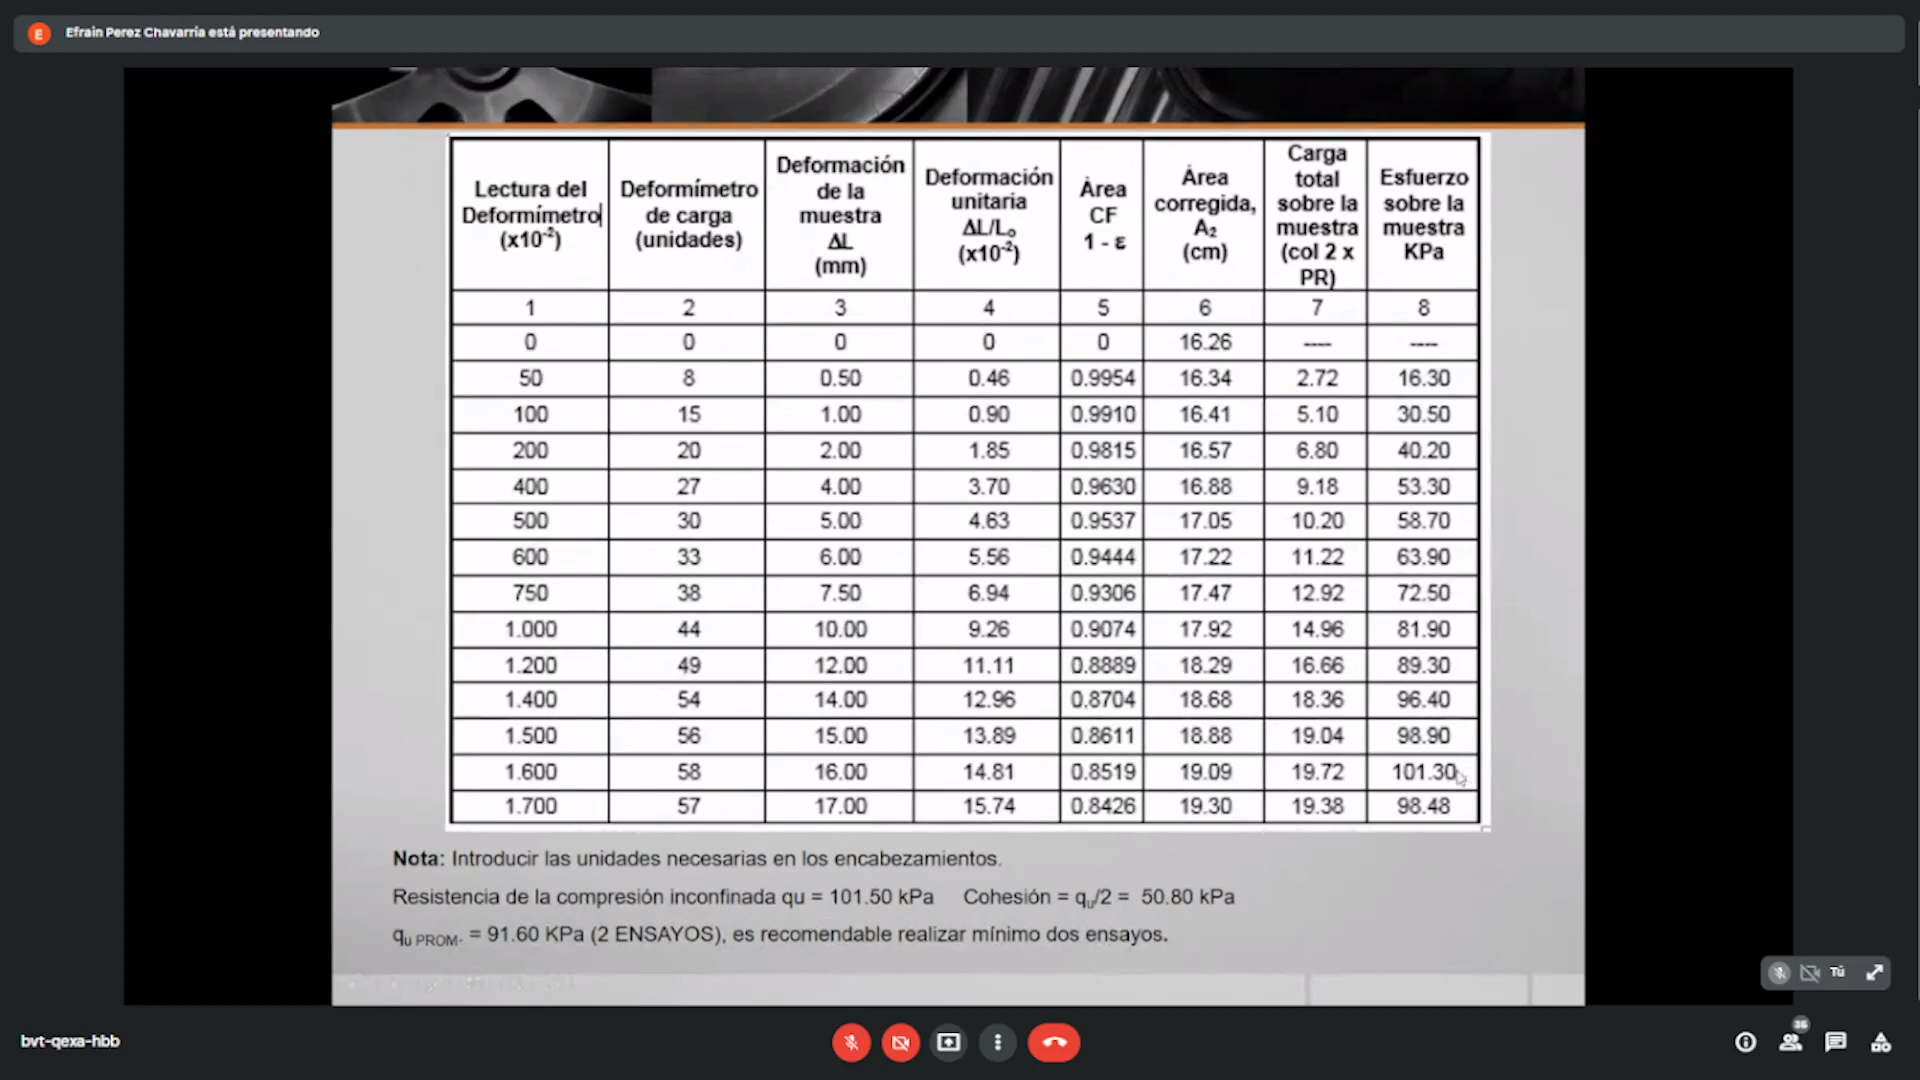 E Efrain Perez Chavarria está presentando
Lectura del Deformímetro (x10⁻²) | Deformímetro de carga (unidades) | Deformación de la muestra ΔL (mm) | Deformación unitaria ΔL/L₀ (x10⁻²) | Área CF 1 - ε | Área corregida, A₂ (cm) | Carga total sobre la muestra (col 2 x PR) | Esfuerzo sobre la muestra KPa
1 2 3 4 5 6 7 8
0 0 0 0 0 16.26 ---- ----
50 8 0.50 0.46 0.9954 16.34 2.72 16.30
100 15 1.00 0.90 0.9910 16.41 5.10 30.50
200 20 2.00 1.85 0.9815 16.57 6.80 40.20
400 27 4.00 3.70 0.9630 16.88 9.18 53.30
500 30 5.00 4.63 0.9537 17.05 10.20 58.70
600 33 6.00 5.56 0.9444 17.22 11.22 63.90
750 38 7.50 6.94 0.9306 17.47 12.92 72.50
1.000 44 10.00 9.26 0.9074 17.92 14.96 81.90
1.200 49 12.00 11.11 0.8889 18.29 16.66 89.30
1.400 54 14.00 12.96 0.8704 18.68 18.36 96.40
1.500 56 15.00 13.89 0.8611 18.88 19.04 98.90
1.600 58 16.00 14.81 0.8519 19.09 19.72 101.30
1.700 57 17.00 15.74 0.8426 19.30 19.38 98.48
Nota: Introducir las unidades necesarias en los encabezamientos.
Resistencia de la compresión inconfinada qu = 101.50 kPa Cohesión = qᵤ/2 = 50.80 kPa
qu PROM- = 91.60 KPa (2 ENSAYOS), es recomendable realizar mínimo dos ensayos.
Tú
bvt-qexa-hbb
36